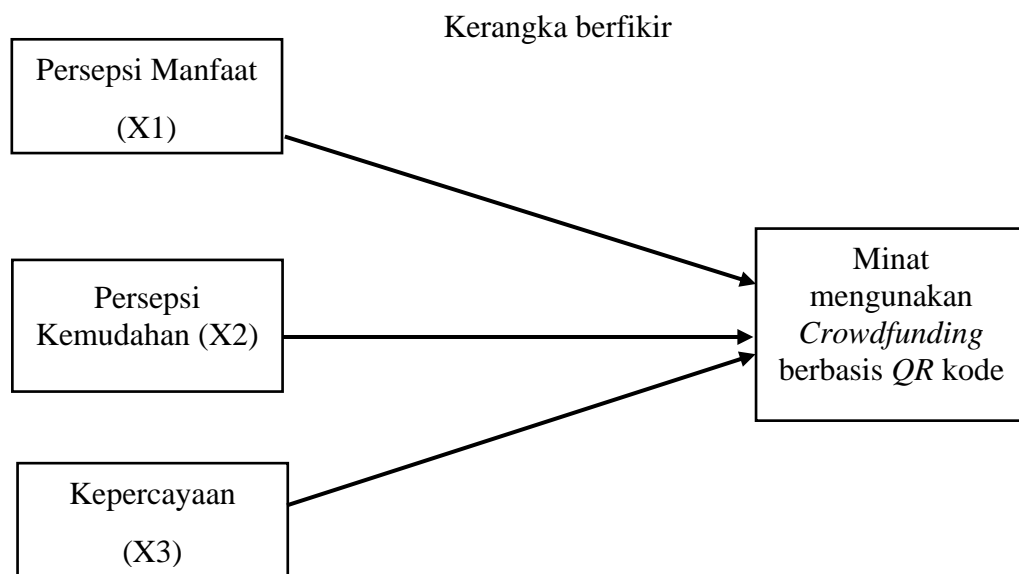 Kerangka berfikir
Persepsi Manfaat
(X1)
Persepsi
Kemudahan (X2)
Kepercayaan
(X3)
Minat
mengunakan
Crowdfunding
berbasis QR kode